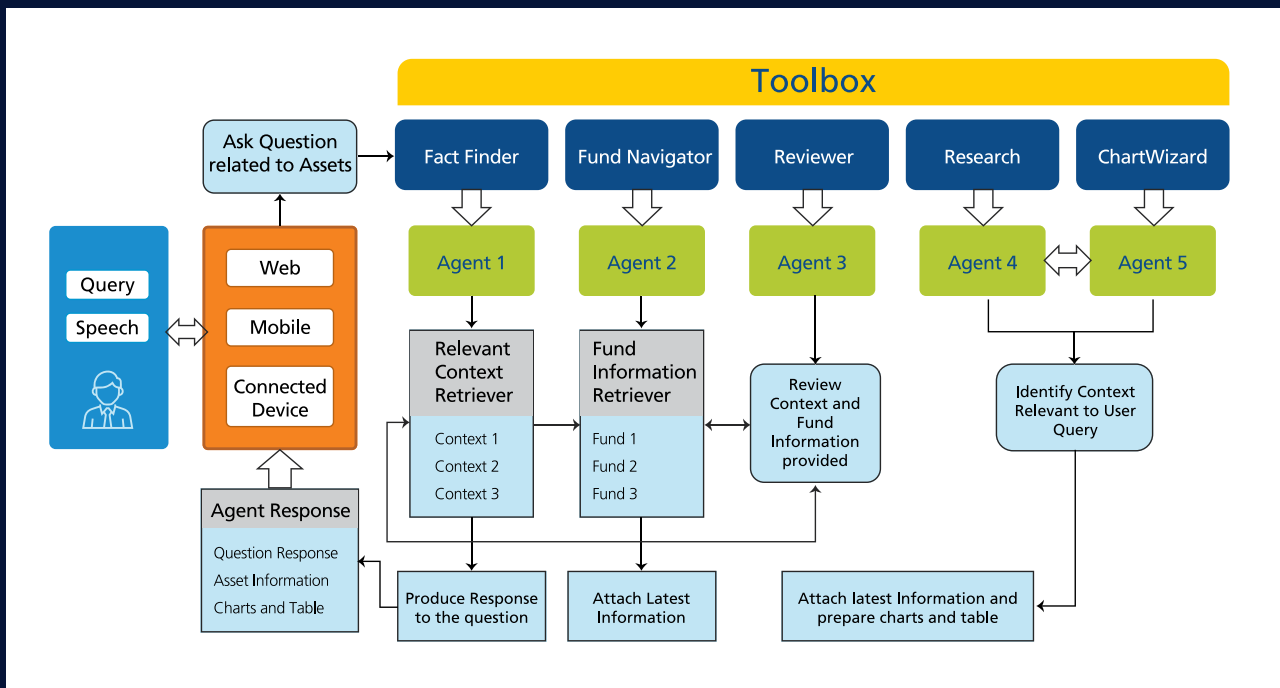 Toolbox
Ask Question
related to Assets
Fact Finder
Fund Navigator
Reviewer
Research
ChartWizard
Query
Speech
Web
Mobile
Connected
Device
Agent 1
Agent 2
Agent 3
Agent 4
Agent 5
Relevant
Context
Retriever
Context 1
Context 2
Context 3
Fund
Information
Retriever
Fund 1
Fund 2
Fund 3
Review
Context and
Fund
Information
provided
Identify Context
Relevant to User
Query
Agent Response
Question Response
Asset Information
Charts and Table
Produce Response
to the question
Attach Latest
Information
Attach latest Information and
prepare charts and table